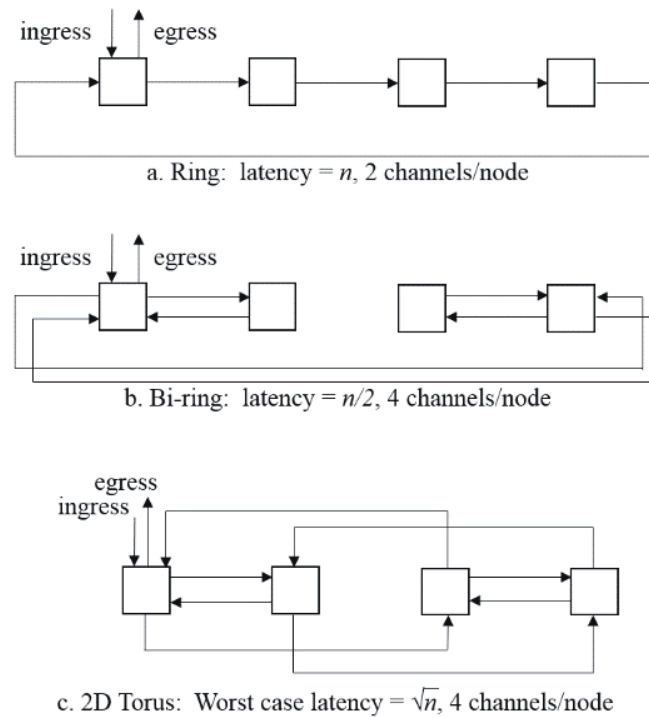 ingress egress
a. Ring: latency = n, 2 channels/node
ingress egress
b. Bi-ring: latency = n/2, 4 channels/node
egress
ingress
c. 2D Torus: Worst case latency = √n, 4 channels/node